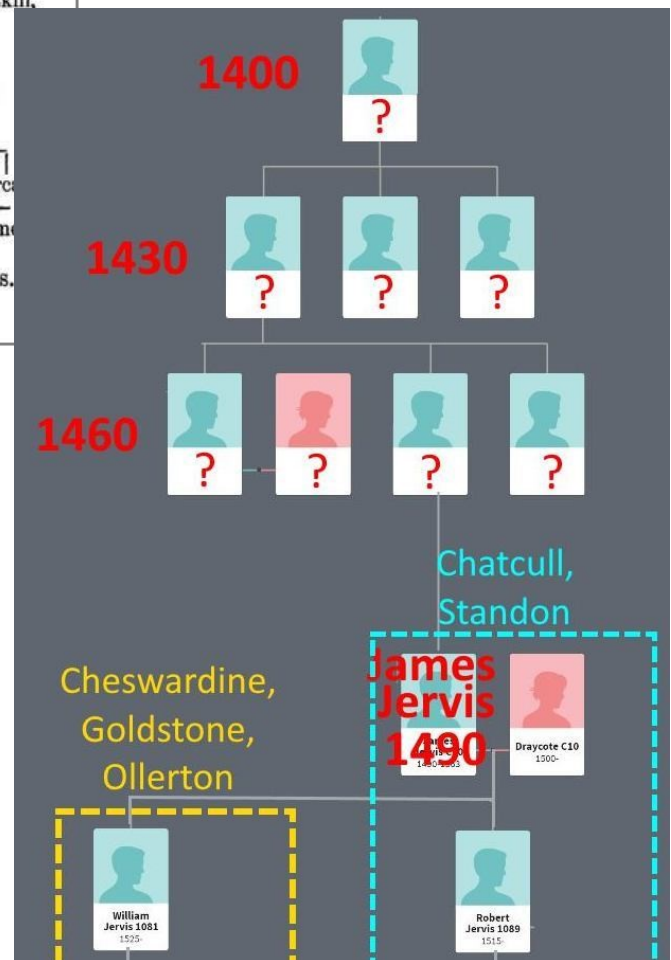 1400
?
1430
?
?
?
1460
?
?
?
?
Chatcull,
Standon
Cheswardine,
Goldstone,
Ollerton
James
Jervis
1490
Draycote C10
1500-
William
Jervis 1081
1525-
Robert
Jervis 1089
1515-